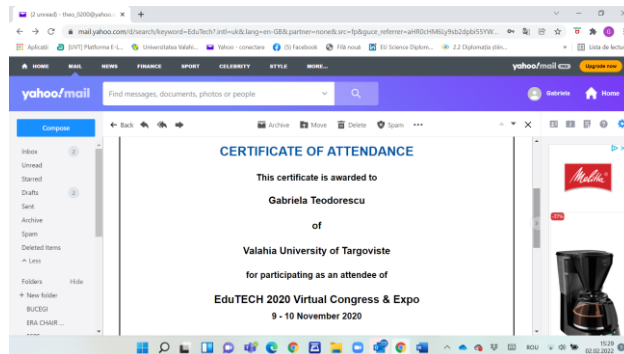 (2 unread) - theo_0200@yahoo.c
mail.yahoo.com/d/search/keyword=EduTech?.intl=uk&.lang=en-GB&.partner=none&.src=fp&guce_referrer=
Aplicații
(UVT) Platforma E-L...
Universitatea Valahi...
Yahoo - conectare
(5) Facebook
Filă nouă
EU Science Diplom...
2.2 Diplomația știin...
Lista de lectu
HOME MAIL NEWS FINANCE SPORT CELEBRITY STYLE MORE...
yahoo!mail
Upgrade now
yahoo!mail
Find messages, documents, photos or people
Gabriela
Home
Compose
Back
Archive
Move
Delete
Spam
Inbox 2
Unread
Starred
Drafts 2
Sent
Archive
Spam
Deleted Items
Less
Folders Hide
+ New folder
BUCEGI
ERA CHAIR ...
CERTIFICATE OF ATTENDANCE
This certificate is awarded to
Gabriela Teodorescu
of
Valahia University of Targoviste
for participating as an attendee of
EduTECH 2020 Virtual Congress & Expo
9 - 10 November 2020
Melitta
ROU
15:29
02.02.2022